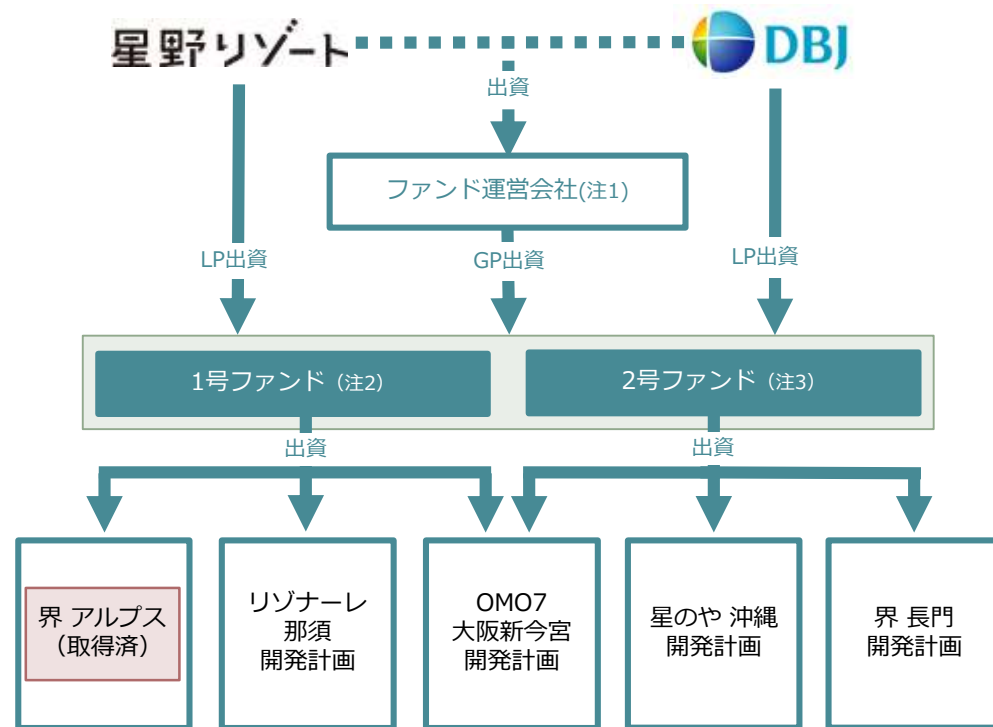 星野リゾート
DBJ
出資
ファンド運営会社(注1)
LP出資
GP出資
LP出資
1号ファンド（注2）
2号ファンド（注3）
出資
出資
界 アルプス
（取得済）
リゾナーレ
那須
開発計画
OMO7
大阪新今宮
開発計画
星のや 沖縄
開発計画
界 長門
開発計画